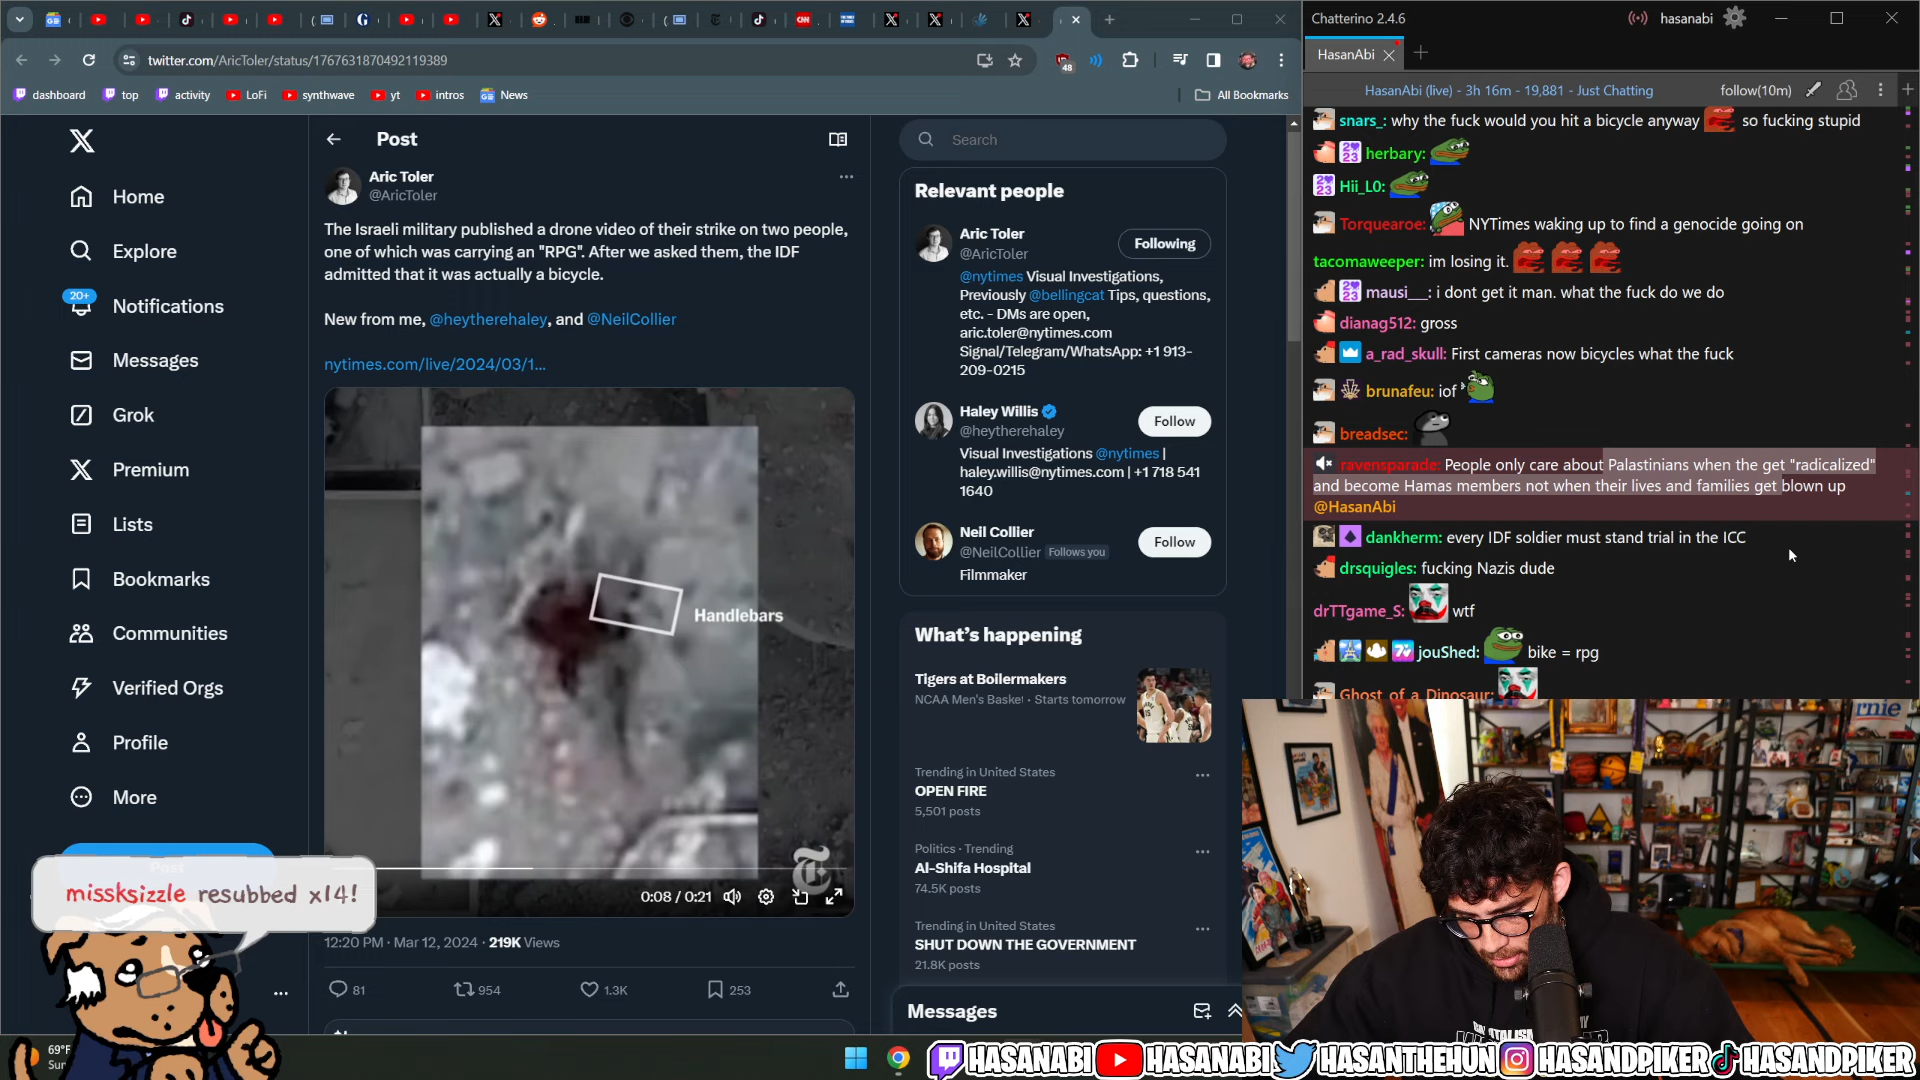 twitter.com/AricToler/status/1767631870492119389
48
dashboard
top
activity
LoFi
synthwave
yt
intros
News
All Bookmarks
Home
Explore
20+
Notifications
Messages
Grok
Premium
Lists
Bookmarks
Communities
Verified Orgs
Profile
More
Post
Aric Toler
@AricToler
The Israeli military published a drone video of their strike on two people,
one of which was carrying an "RPG". After we asked them, the IDF
admitted that it was actually a bicycle.
New from me, @heytherehaley, and @NeilCollier
nytimes.com/live/2024/03/1...
Handlebars
0:08 / 0:21
12:20 PM · Mar 12, 2024 · 219K Views
81
954
1.3K
253
Search
Relevant people
Aric Toler
@AricToler
Following
@nytimes Visual Investigations,
Previously @bellingcat Tips, questions,
etc. - DMs are open,
aric.toler@nytimes.com
Signal/Telegram/WhatsApp: +1 913-
209-0215
Haley Willis
@heytherehaley
Follow
Visual Investigations @nytimes |
haley.willis@nytimes.com | +1 718 541
1640
Neil Collier
@NeilCollier Follows you
Follow
Filmmaker
What's happening
Tigers at Boilermakers
NCAA Men's Basket · Starts tomorrow
Trending in United States
OPEN FIRE
5,501 posts
Politics · Trending
Al-Shifa Hospital
74.5K posts
Trending in United States
SHUT DOWN THE GOVERNMENT
21.8K posts
Messages
Chatterino 2.4.6
hasanabi
HasanAbi
HasanAbi (live) - 3h 16m - 19,881 - Just Chatting
follow(10m)
snars_: why the fuck would you hit a bicycle anyway so fucking stupid
herbary:
Hii_L0:
Torquearoe: NYTimes waking up to find a genocide going on
tacomaweeper: im losing it.
mausi___: i dont get it man. what the fuck do we do
dianag512: gross
a_rad_skull: First cameras now bicycles what the fuck
brunafeu: iof
breadsec:
ravensparade: People only care about Palastinians when the get "radicalized"
and become Hamas members not when their lives and families get blown up
@HasanAbi
dankherm: every IDF soldier must stand trial in the ICC
drsquigles: fucking Nazis dude
drTTgame_S: wtf
jouShed: bike = rpg
Ghost_of_a_Dinosaur:
missksizzle resubbed x14!
69°F
HASANABI HASANABI HASANTHEHUN HASANDPIKER HASANDPIKER